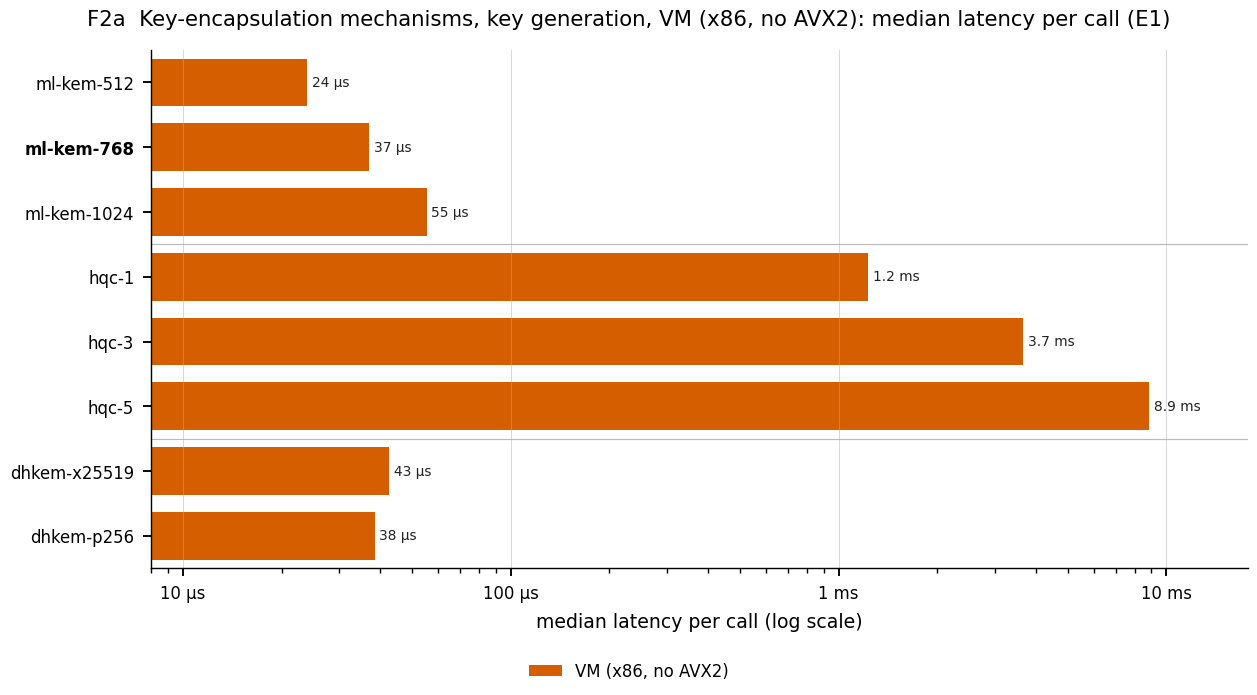 F2a  Key-encapsulation mechanisms, key generation, VM (x86, no AVX2): median latency per call (E1)
ml-kem-512
24 µs
ml-kem-768
37 µs
ml-kem-1024
55 µs
hqc-1
1.2 ms
hqc-3
3.7 ms
hqc-5
8.9 ms
dhkem-x25519
43 µs
dhkem-p256
38 µs
10 µs 100 µs 1 ms 10 ms
median latency per call (log scale)
VM (x86, no AVX2)